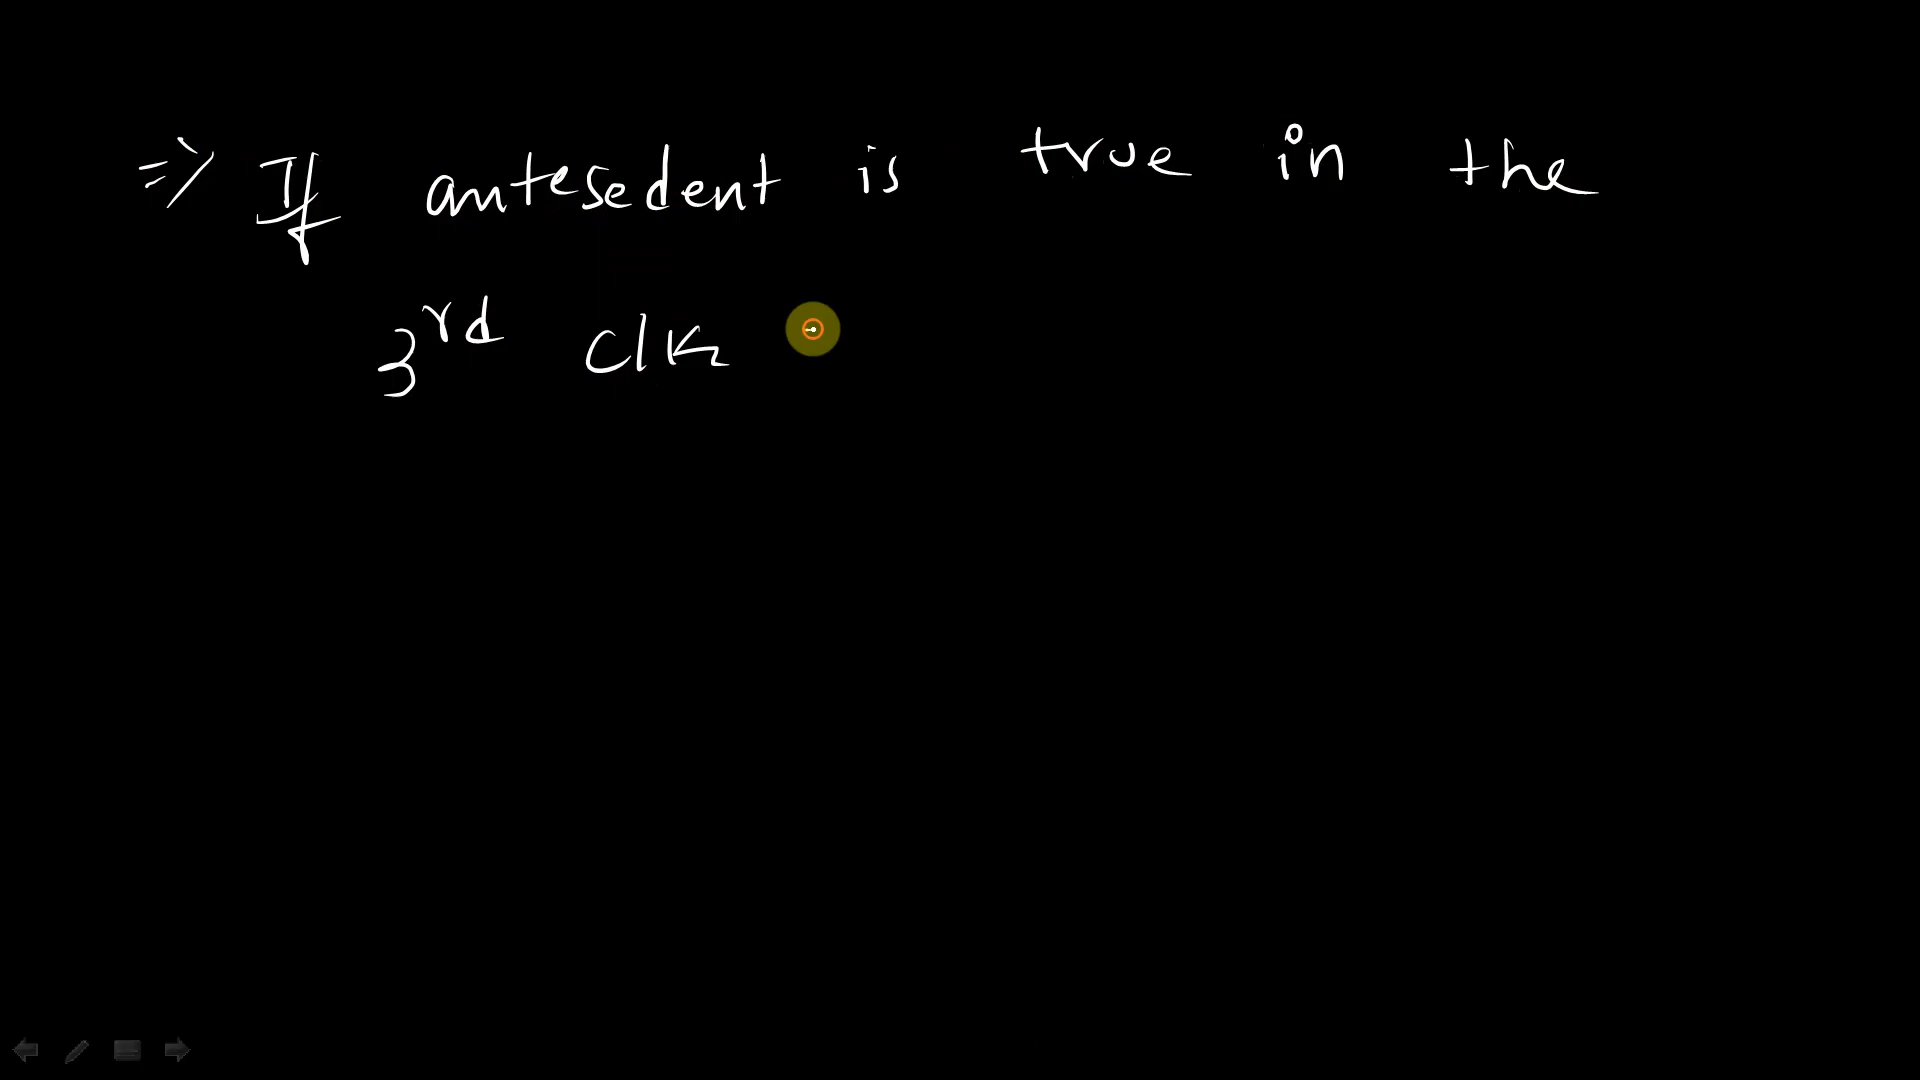 ⇒ If antesedent is true in the
3rd clk